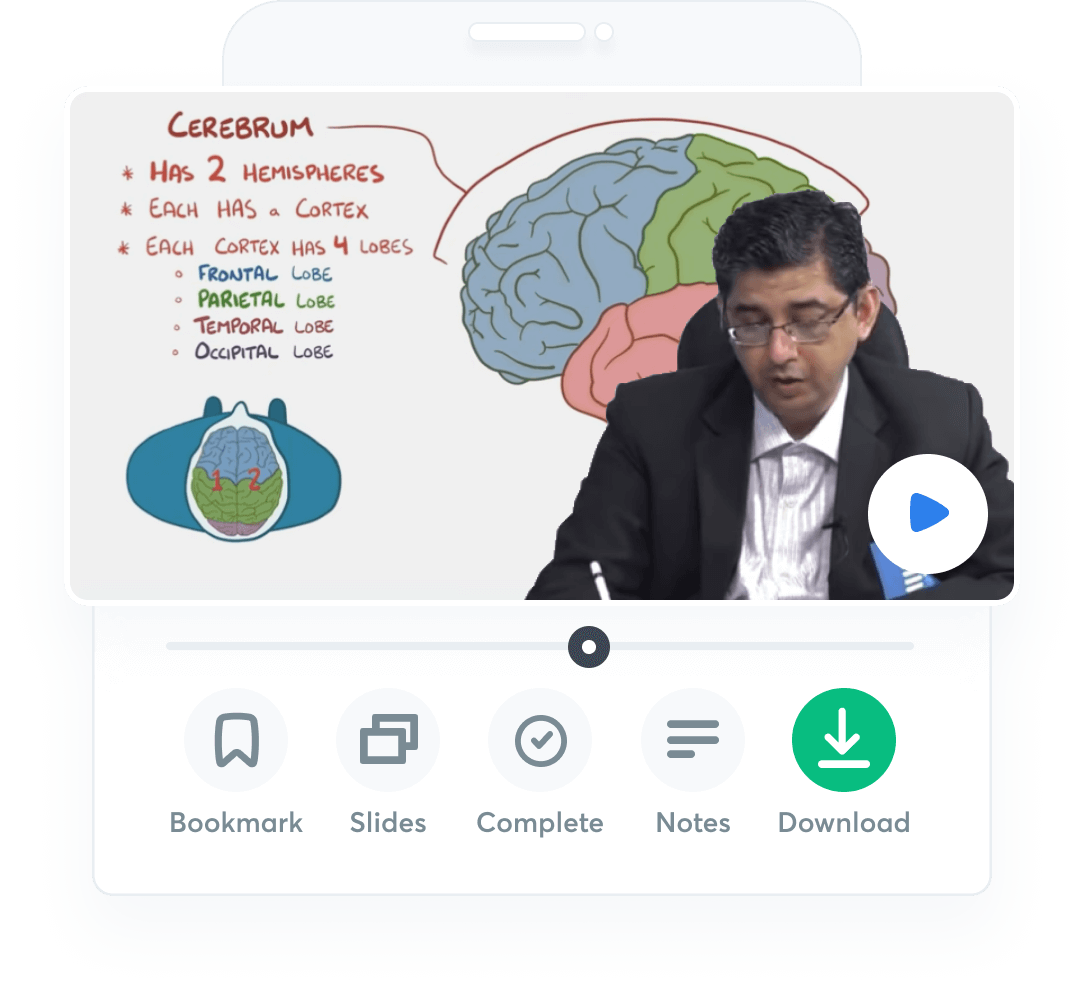 CEREBRUM
* HAS 2 HEMISPHERES
* EACH HAS a CORTEX
* EACH CORTEX HAS 4 LOBES
○ FRONTAL LOBE
○ PARIETAL LOBE
○ TEMPORAL LOBE
○ OCCIPITAL LOBE
1 2
Bookmark Slides Complete Notes Download